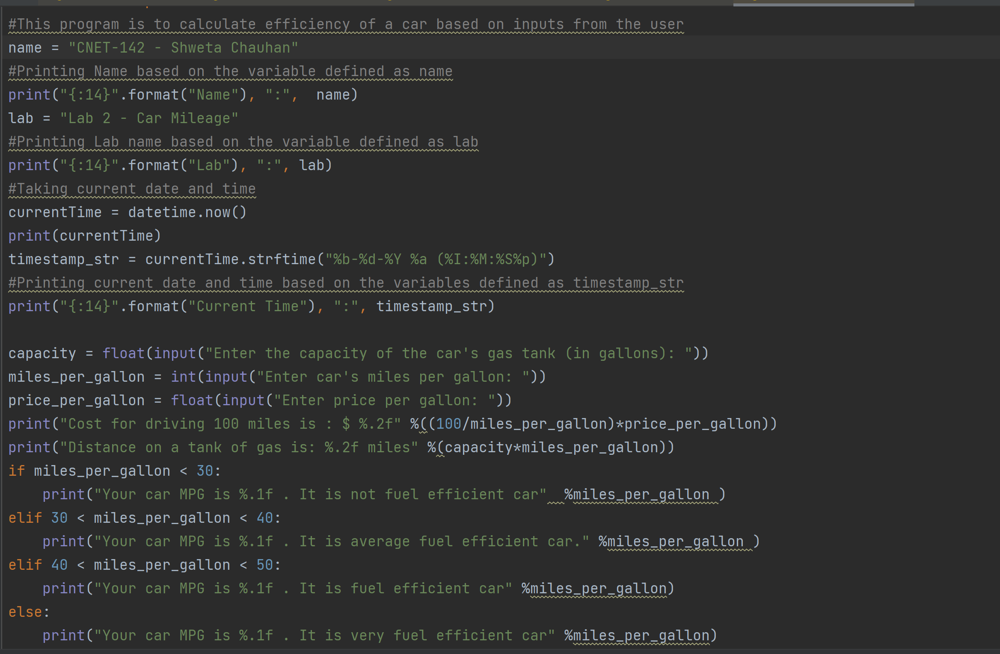 #This program is to calculate efficiency of a car based on inputs from the user
name = "CNET-142 - Shweta Chauhan"
#Printing Name based on the variable defined as name
print("{:14}".format("Name"), ":",  name)
lab = "Lab 2 - Car Mileage"
#Printing Lab name based on the variable defined as lab
print("{:14}".format("Lab"), ":", lab)
#Taking current date and time
currentTime = datetime.now()
print(currentTime)
timestamp_str = currentTime.strftime("%b-%d-%Y %a (%I:%M:%S%p)")
#Printing current date and time based on the variables defined as timestamp_str
print("{:14}".format("Current Time"), ":", timestamp_str)

capacity = float(input("Enter the capacity of the car's gas tank (in gallons): "))
miles_per_gallon = int(input("Enter car's miles per gallon: "))
price_per_gallon = float(input("Enter price per gallon: "))
print("Cost for driving 100 miles is : $ %.2f" %((100/miles_per_gallon)*price_per_gallon))
print("Distance on a tank of gas is: %.2f miles" %(capacity*miles_per_gallon))
if miles_per_gallon < 30:
    print("Your car MPG is %.1f . It is not fuel efficient car"  %miles_per_gallon )
elif 30 < miles_per_gallon < 40:
    print("Your car MPG is %.1f . It is average fuel efficient car." %miles_per_gallon )
elif 40 < miles_per_gallon < 50:
    print("Your car MPG is %.1f . It is fuel efficient car" %miles_per_gallon)
else:
    print("Your car MPG is %.1f . It is very fuel efficient car" %miles_per_gallon)